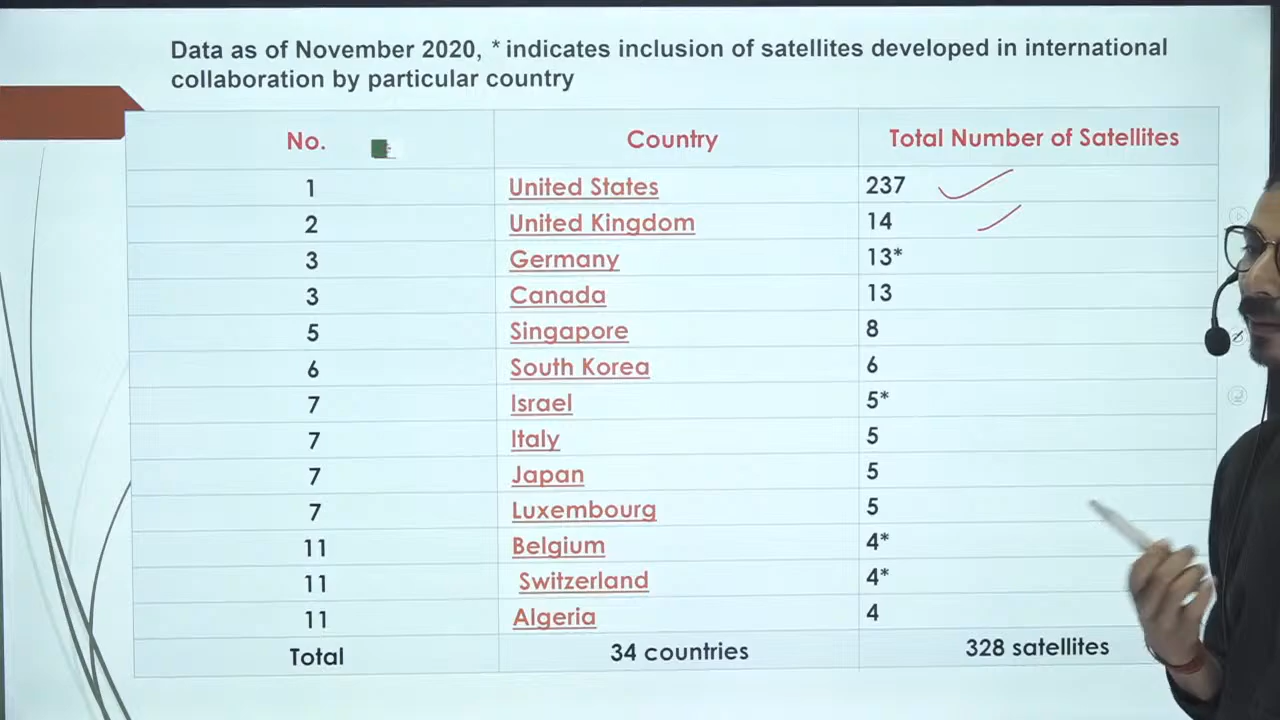 Data as of November 2020, * indicates inclusion of satellites developed in international
collaboration by particular country
No. Country Total Number of Satellites
1 United States 237
2 United Kingdom 14
3 Germany 13*
3 Canada 13
5 Singapore 8
6 South Korea 6
7 Israel 5*
7 Italy 5
7 Japan 5
7 Luxembourg 5
11 Belgium 4*
11 Switzerland 4*
11 Algeria 4
Total 34 countries 328 satellites